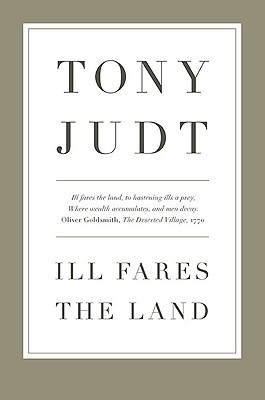 TONY
JUDT
Ill fares the land, to hastening ills a prey,
Where wealth accumulates, and men decay.
Oliver Goldsmith, The Deserted Village, 1770
ILL FARES
THE LAND